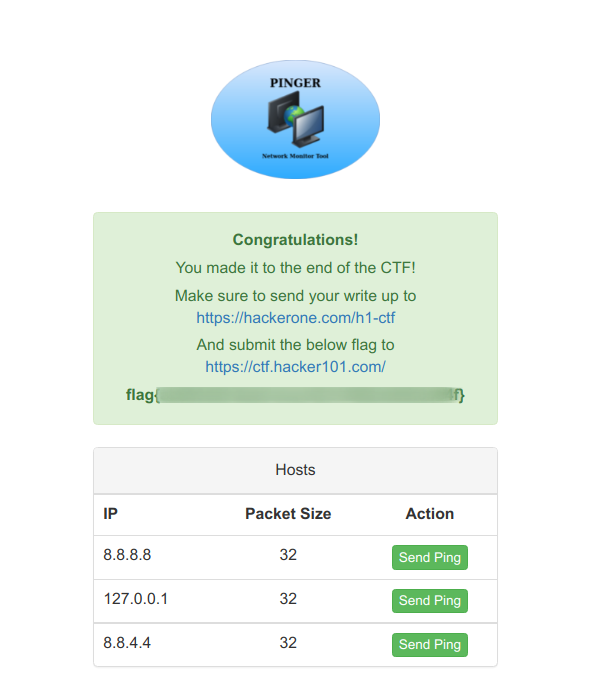 PINGER
Network Monitor Tool
Congratulations!
You made it to the end of the CTF!
Make sure to send your write up to
https://hackerone.com/h1-ctf
And submit the below flag to
https://ctf.hacker101.com/
flag{ f}
Hosts
IP Packet Size Action
8.8.8.8 32 Send Ping
127.0.0.1 32 Send Ping
8.8.4.4 32 Send Ping